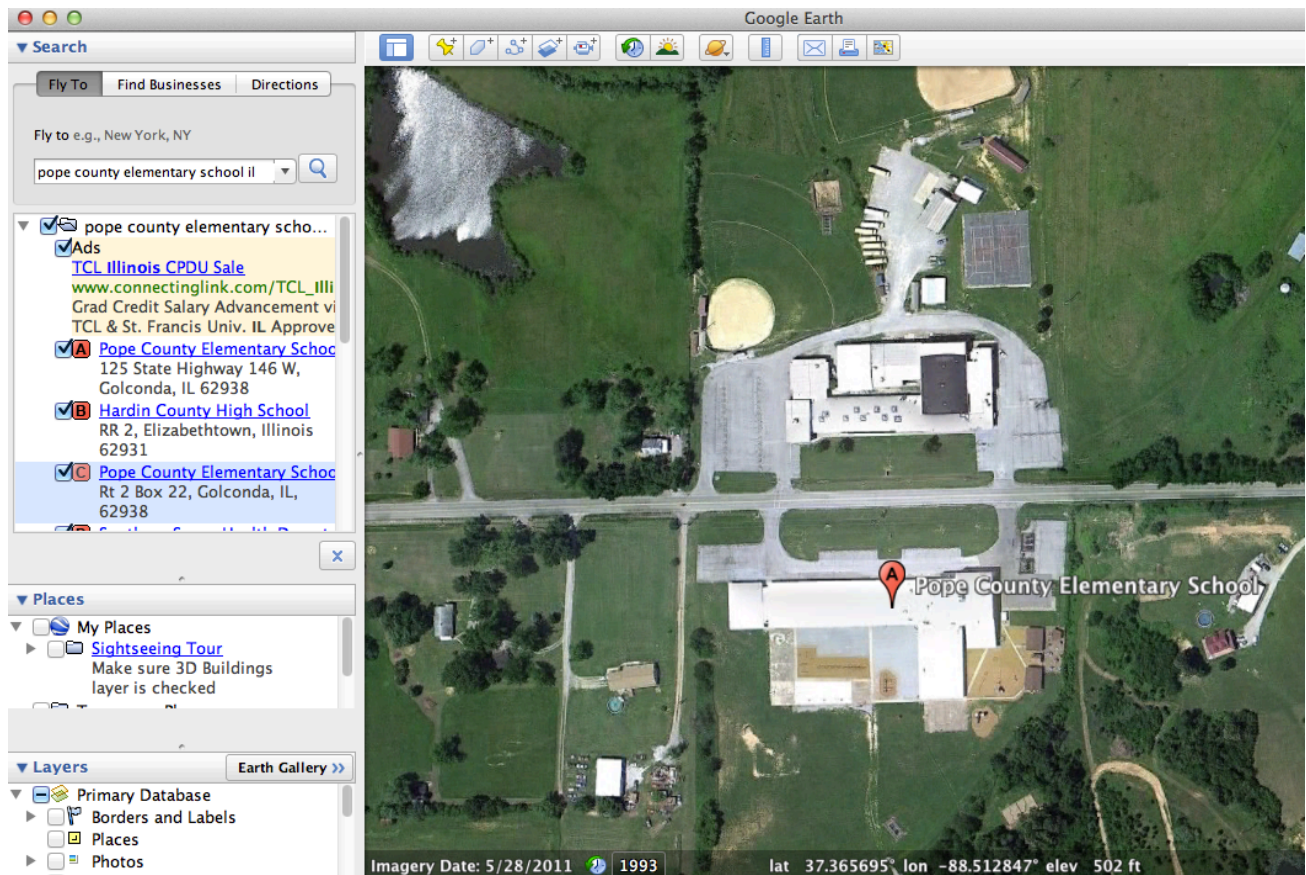 Google Earth
Search
Fly To Find Businesses Directions
Fly to e.g., New York, NY
pope county elementary school il
pope county elementary scho...
Ads
TCL Illinois CPDU Sale
www.connectinglink.com/TCL_Illi
Grad Credit Salary Advancement vi
TCL & St. Francis Univ. IL Approve
A Pope County Elementary Schoo
125 State Highway 146 W,
Golconda, IL 62938
B Hardin County High School
RR 2, Elizabethtown, Illinois
62931
C Pope County Elementary Schoo
Rt 2 Box 22, Golconda, IL,
62938
Places
My Places
Sightseeing Tour
Make sure 3D Buildings
layer is checked
Layers
Earth Gallery >>
Primary Database
Borders and Labels
Places
Photos
A
Pope County Elementary School
Imagery Date: 5/28/2011 1993 lat 37.365695° lon -88.512847° elev 502 ft